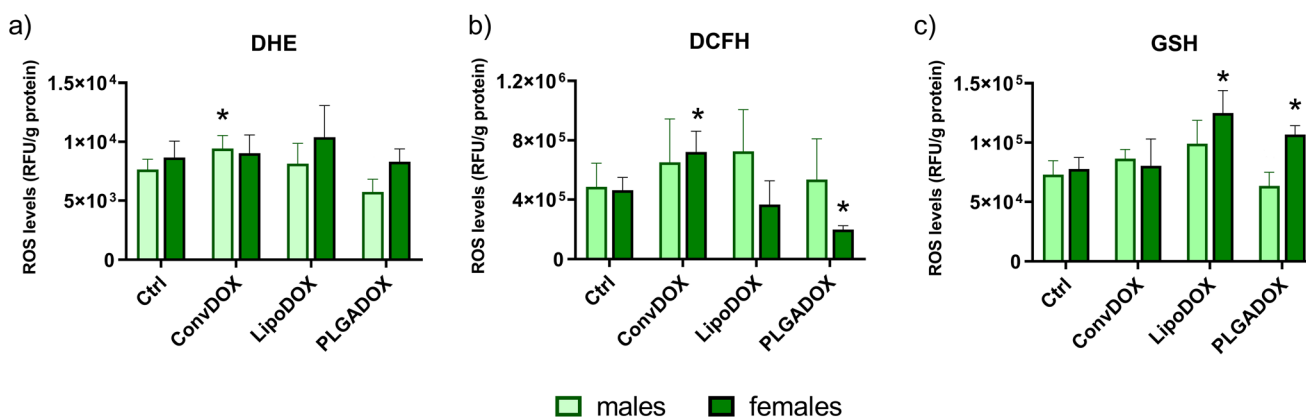 a)
DHE
ROS levels (RFU/g protein)
1.5×10⁴
1×10⁴
5×10³
0
*
Ctrl
ConvDOX
LipoDOX
PLGADOX
b)
DCFH
ROS levels (RFU/g protein)
1.2×10⁶
8×10⁵
4×10⁵
0
*
*
Ctrl
ConvDOX
LipoDOX
PLGADOX
c)
GSH
ROS levels (RFU/g protein)
1.5×10⁵
1×10⁵
5×10⁴
0
*
*
Ctrl
ConvDOX
LipoDOX
PLGADOX
males females